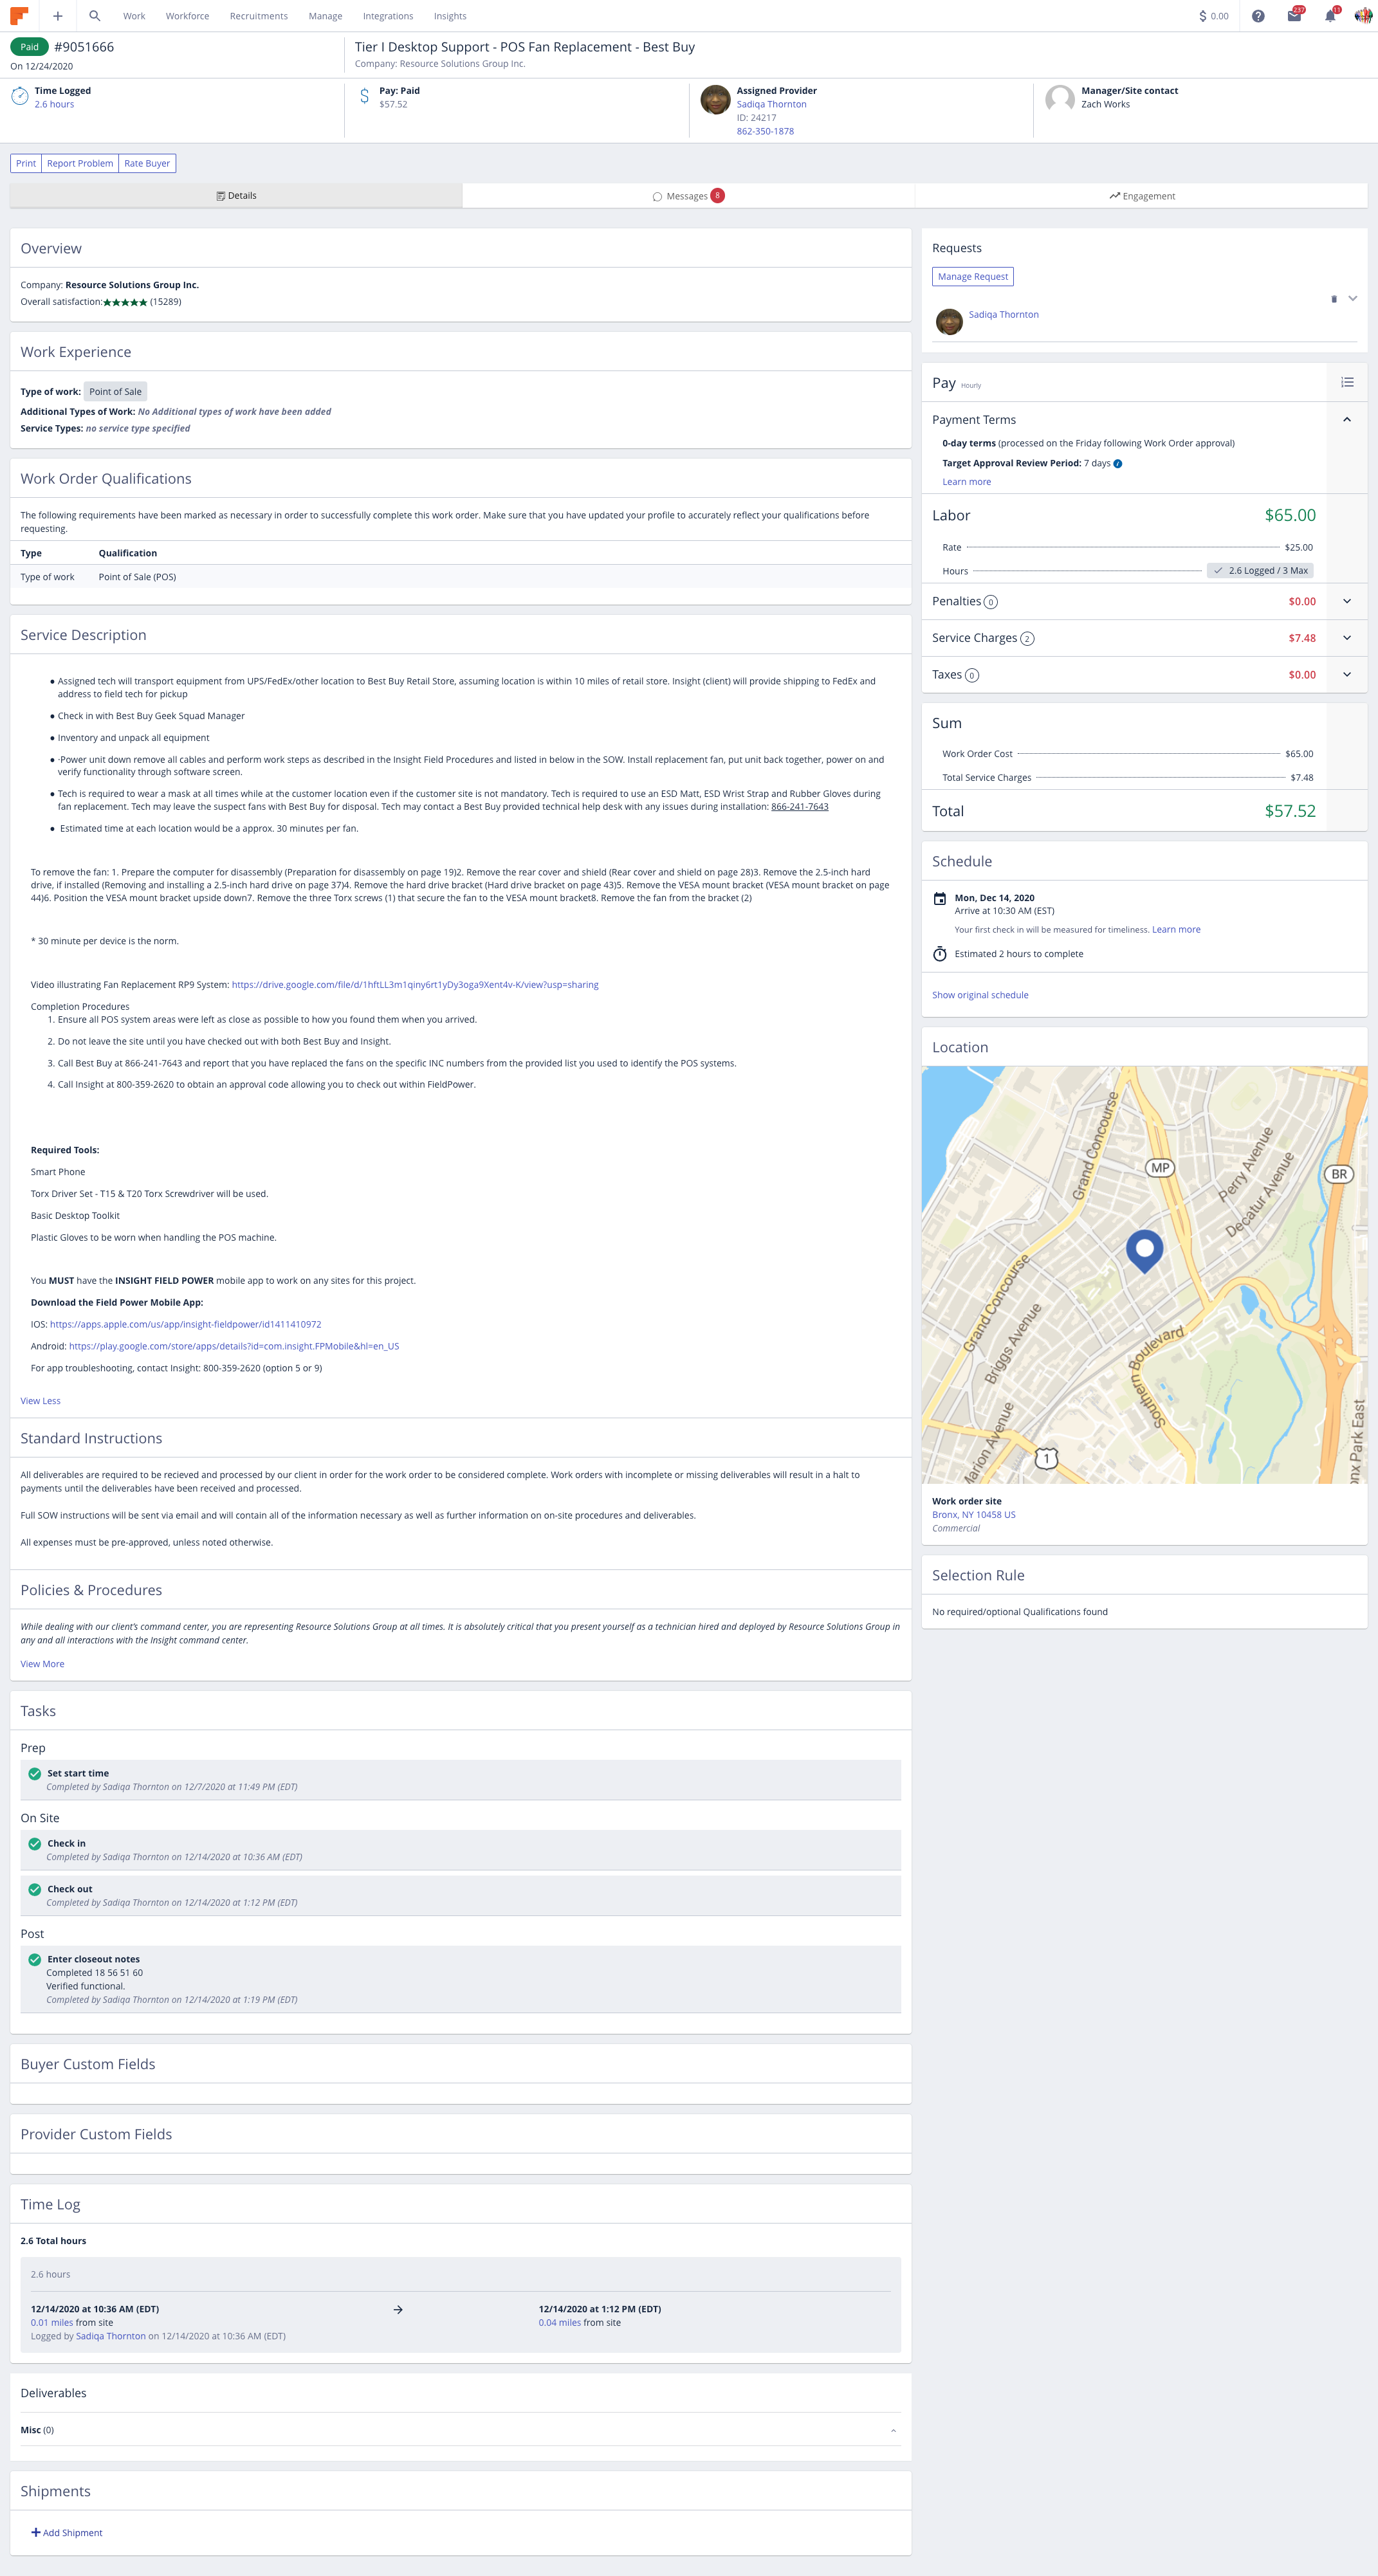 Work Workforce Recruitments Manage Integrations Insights $ 0.00 237 11
Paid #9051666
On 12/24/2020
Tier I Desktop Support - POS Fan Replacement - Best Buy
Company: Resource Solutions Group Inc.
Time Logged
2.6 hours
Pay: Paid
$57.52
Assigned Provider
Sadiqa Thornton
ID: 24217
862-350-1878
Manager/Site contact
Zach Works
Print Report Problem Rate Buyer
Details Messages 8 Engagement
Overview
Company: Resource Solutions Group Inc.
Overall satisfaction:★★★★★ (15289)
Work Experience
Type of work: Point of Sale
Additional Types of Work: No Additional types of work have been added
Service Types: no service type specified
Work Order Qualifications
The following requirements have been marked as necessary in order to successfully complete this work order. Make sure that you have updated your profile to accurately reflect your qualifications before
requesting.
Type Qualification
Type of work Point of Sale (POS)
Service Description
● Assigned tech will transport equipment from UPS/FedEx/other location to Best Buy Retail Store, assuming location is within 10 miles of retail store. Insight (client) will provide shipping to FedEx and
address to field tech for pickup
● Check in with Best Buy Geek Squad Manager
● Inventory and unpack all equipment
● ·Power unit down remove all cables and perform work steps as described in the Insight Field Procedures and listed in below in the SOW. Install replacement fan, put unit back together, power on and
verify functionality through software screen.
● Tech is required to wear a mask at all times while at the customer location even if the customer site is not mandatory. Tech is required to use an ESD Matt, ESD Wrist Strap and Rubber Gloves during
fan replacement. Tech may leave the suspect fans with Best Buy for disposal. Tech may contact a Best Buy provided technical help desk with any issues during installation: 866-241-7643
● Estimated time at each location would be a approx. 30 minutes per fan.
To remove the fan: 1. Prepare the computer for disassembly (Preparation for disassembly on page 19)2. Remove the rear cover and shield (Rear cover and shield on page 28)3. Remove the 2.5-inch hard
drive, if installed (Removing and installing a 2.5-inch hard drive on page 37)4. Remove the hard drive bracket (Hard drive bracket on page 43)5. Remove the VESA mount bracket (VESA mount bracket on page
44)6. Position the VESA mount bracket upside down7. Remove the three Torx screws (1) that secure the fan to the VESA mount bracket8. Remove the fan from the bracket (2)
* 30 minute per device is the norm.
Video illustrating Fan Replacement RP9 System: https://drive.google.com/file/d/1hftLL3m1qiny6rt1yDy3oga9Xent4v-K/view?usp=sharing
Completion Procedures
1. Ensure all POS system areas were left as close as possible to how you found them when you arrived.
2. Do not leave the site until you have checked out with both Best Buy and Insight.
3. Call Best Buy at 866-241-7643 and report that you have replaced the fans on the specific INC numbers from the provided list you used to identify the POS systems.
4. Call Insight at 800-359-2620 to obtain an approval code allowing you to check out within FieldPower.
Required Tools:
Smart Phone
Torx Driver Set - T15 & T20 Torx Screwdriver will be used.
Basic Desktop Toolkit
Plastic Gloves to be worn when handling the POS machine.
You MUST have the INSIGHT FIELD POWER mobile app to work on any sites for this project.
Download the Field Power Mobile App:
IOS: https://apps.apple.com/us/app/insight-fieldpower/id1411410972
Android: https://play.google.com/store/apps/details?id=com.insight.FPMobile&hl=en_US
For app troubleshooting, contact Insight: 800-359-2620 (option 5 or 9)
View Less
Standard Instructions
All deliverables are required to be recieved and processed by our client in order for the work order to be considered complete. Work orders with incomplete or missing deliverables will result in a halt to
payments until the deliverables have been received and processed.
Full SOW instructions will be sent via email and will contain all of the information necessary as well as further information on on-site procedures and deliverables.
All expenses must be pre-approved, unless noted otherwise.
Policies & Procedures
While dealing with our client's command center, you are representing Resource Solutions Group at all times. It is absolutely critical that you present yourself as a technician hired and deployed by Resource Solutions Group in
any and all interactions with the Insight command center.
View More
Tasks
Prep
Set start time
Completed by Sadiqa Thornton on 12/7/2020 at 11:49 PM (EDT)
On Site
Check in
Completed by Sadiqa Thornton on 12/14/2020 at 10:36 AM (EDT)
Check out
Completed by Sadiqa Thornton on 12/14/2020 at 1:12 PM (EDT)
Post
Enter closeout notes
Completed 18 56 51 60
Verified functional.
Completed by Sadiqa Thornton on 12/14/2020 at 1:19 PM (EDT)
Buyer Custom Fields
Provider Custom Fields
Time Log
2.6 Total hours
2.6 hours
12/14/2020 at 10:36 AM (EDT) → 12/14/2020 at 1:12 PM (EDT)
0.01 miles from site 0.04 miles from site
Logged by Sadiqa Thornton on 12/14/2020 at 10:36 AM (EDT)
Deliverables
Misc (0)
Shipments
Add Shipment
Requests
Manage Request
Sadiqa Thornton
Pay Hourly
Payment Terms
0-day terms (processed on the Friday following Work Order approval)
Target Approval Review Period: 7 days
Learn more
Labor $65.00
Rate $25.00
Hours 2.6 Logged / 3 Max
Penalties 0 $0.00
Service Charges 2 $7.48
Taxes 0 $0.00
Sum
Work Order Cost $65.00
Total Service Charges $7.48
Total $57.52
Schedule
Mon, Dec 14, 2020
Arrive at 10:30 AM (EST)
Your first check in will be measured for timeliness. Learn more
Estimated 2 hours to complete
Show original schedule
Location
Grand Concourse
MP
Perry Avenue
BR
Decatur Avenue
Grand Concourse
Briggs Avenue
Southern Boulevard
Marion Avenue
1
onx Park East
Work order site
Bronx, NY 10458 US
Commercial
Selection Rule
No required/optional Qualifications found